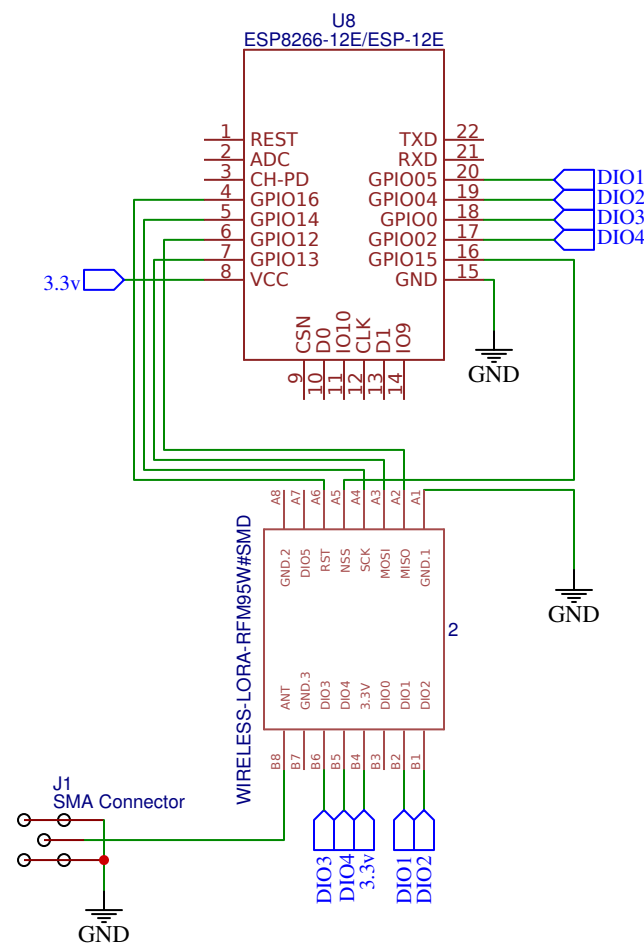 U8
ESP8266-12E/ESP-12E
1 REST TXD 22
2 ADC RXD 21
3 CH-PD GPIO05 20 DIO1
4 GPIO16 GPIO04 19 DIO2
5 GPIO14 GPIO0 18 DIO3
6 GPIO12 GPIO02 17 DIO4
7 GPIO13 GPIO15 16
3.3v 8 VCC GND 15
CSN D0 IO10 CLK D1 IO9
9 10 11 12 13 14
GND
A8 A7 A6 A5 A4 A3 A2 A1
GND.2 DIO5 RST NSS SCK MOSI MISO GND.1
GND
WIRELESS-LORA-RFM95W#SMD
2
ANT GND.3 DIO3 DIO4 3.3V DIO0 DIO1 DIO2
B8 B7 B6 B5 B4 B3 B2 B1
J1
SMA Connector
DIO3 DIO4 3.3v DIO1 DIO2
GND